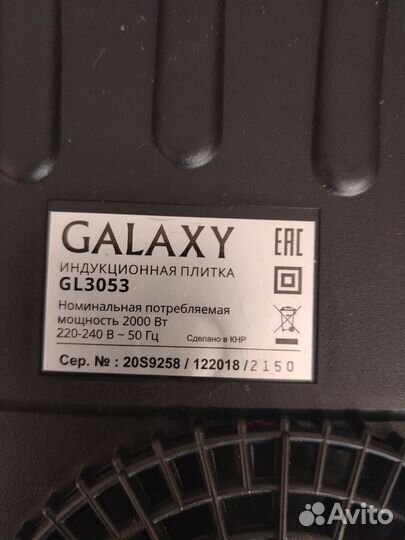 GALAXY
EAC
ИНДУКЦИОННАЯ ПЛИТКА
GL3053
Номинальная потребляемая
мощность 2000 Вт
220-240 В ~ 50 Гц Сделано в КНР
Сер. № : 20S9258 / 122018 / 2150
Avito